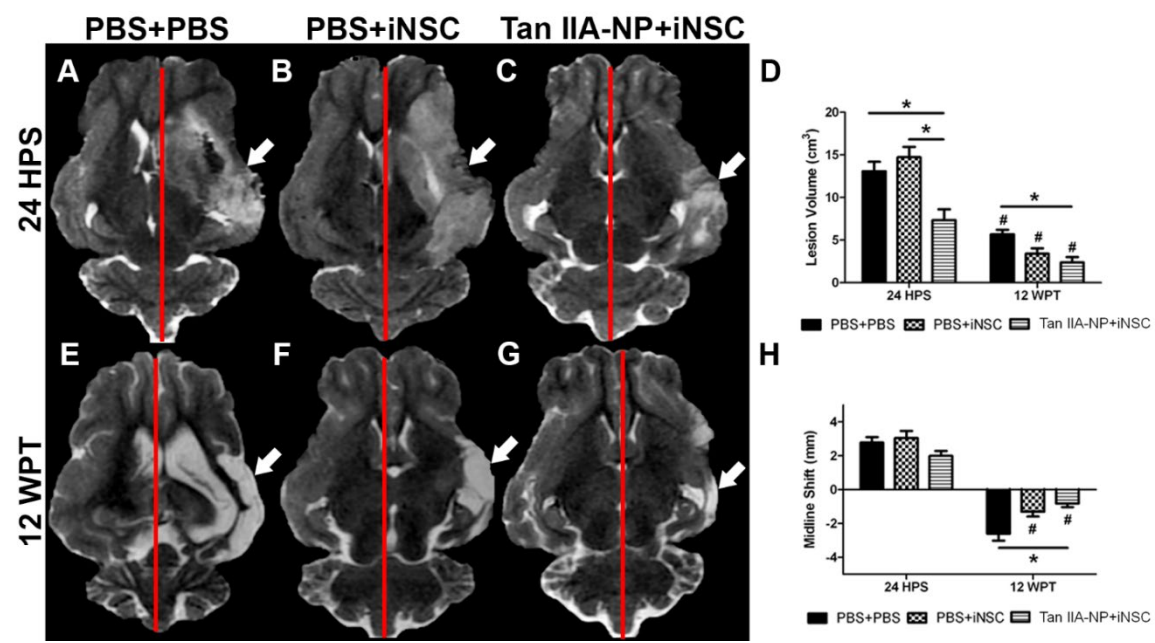 PBS+PBS PBS+iNSC Tan IIA-NP+iNSC
24 HPS
A B C
D
Lesion Volume (cm³)
20
15
10
5
0
*
*
*
# # #
24 HPS 12 WPT
PBS+PBS PBS+iNSC Tan IIA-NP+iNSC
12 WPT
E F G
H
Midline Shift (mm)
4
2
0
-2
-4
# #
*
24 HPS 12 WPT
PBS+PBS PBS+iNSC Tan IIA-NP+iNSC